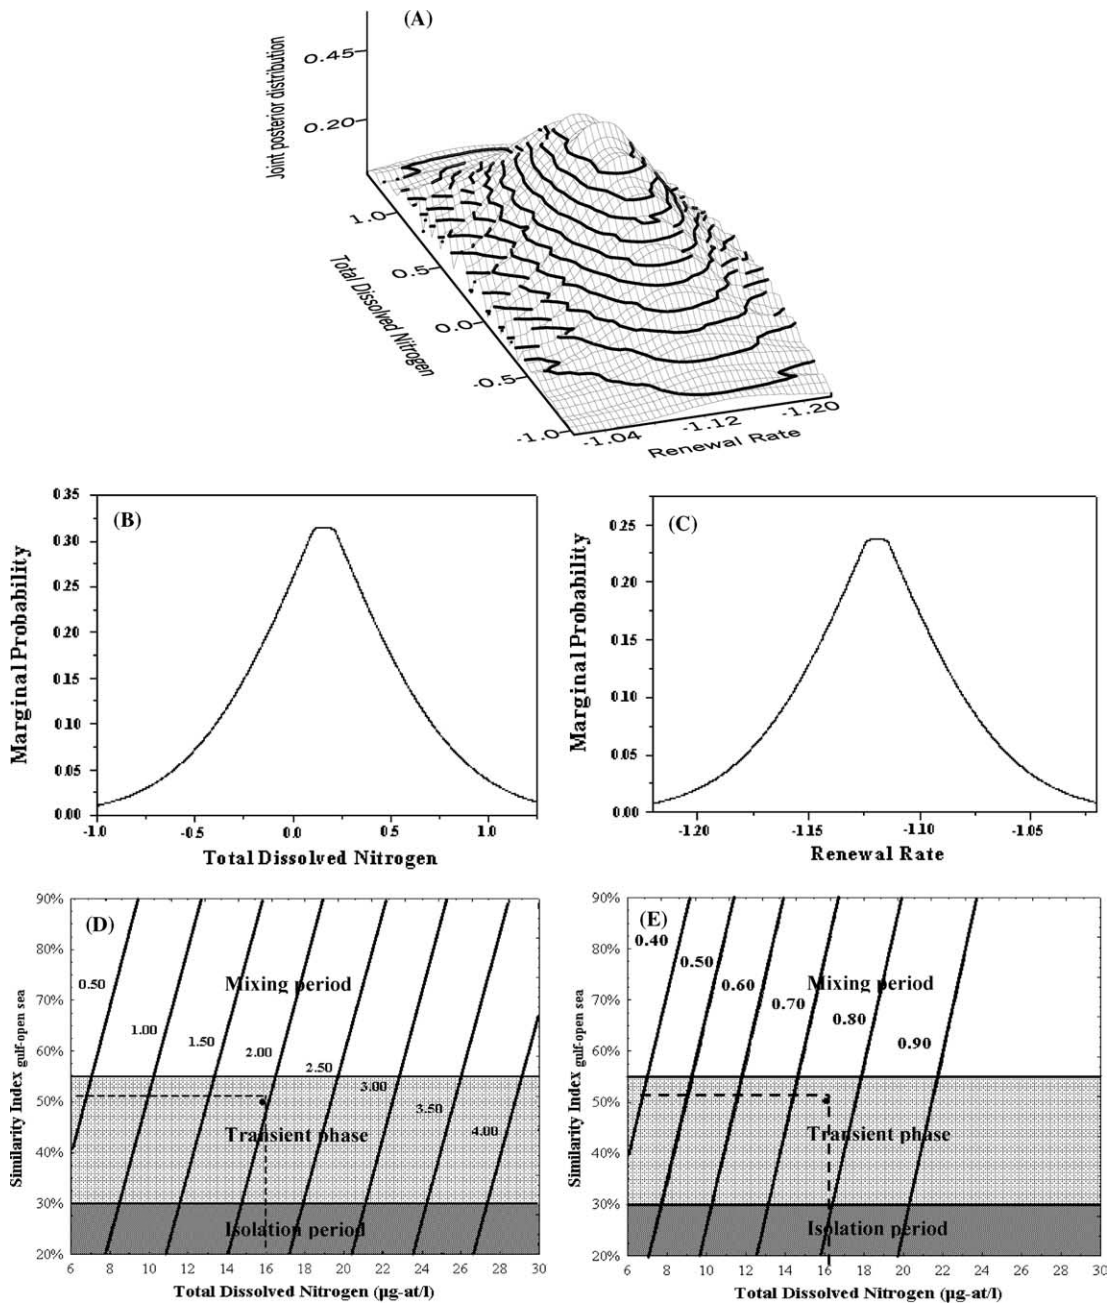 (A)
Joint posterior distribution
0.45
0.20
1.0
0.5
0.0
-0.5
-1.0
Total Dissolved Nitrogen
-1.04
-1.12
-1.20
Renewal Rate
(B)
Marginal Probability
0.35
0.30
0.35
0.20
0.15
0.10
0.05
0.00
-1.0 -0.5 0.0 0.5 1.0
Total Dissolved Nitrogen
(C)
Marginal Probability
0.25
0.20
0.15
0.10
0.05
0.00
-1.20 -1.15 -1.10 -1.05
Renewal Rate
(D)
Similarity Index gulf-open sea
90%
80%
70%
60%
50%
40%
30%
20%
0.50
1.00
1.50
2.00
2.50
3.00
3.50
4.00
Mixing period
Transient phase
Isolation period
6 8 10 12 14 16 18 20 22 24 26 28 30
Total Dissolved Nitrogen (µg-at/l)
(E)
Similarity Index gulf-open sea
90%
80%
70%
60%
50%
40%
30%
20%
0.40
0.50
0.60
0.70
0.80
0.90
Mixing period
Transient phase
Isolation period
6 8 10 12 14 16 18 20 22 24 26 28 30
Total Dissolved Nitrogen (µg-at/l)